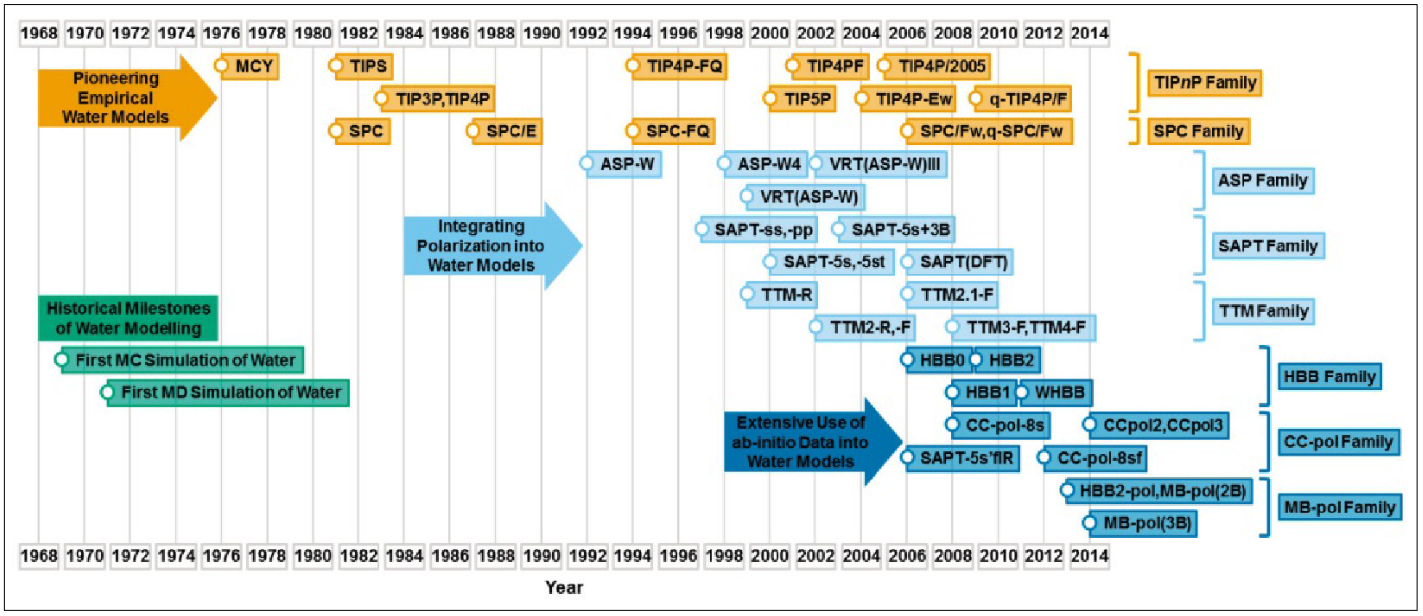 1968 1970 1972 1974 1976 1978 1980 1982 1984 1986 1988 1990 1992 1994 1996 1998 2000 2002 2004 2006 2008 2010 2012 2014
Pioneering
Empirical
Water Models
MCY
TIPS
TIP4P-FQ
TIP4PF
TIP4P/2005
TIP3P,TIP4P
TIP5P
TIP4P-Ew
q-TIP4P/F
TIPnP Family
SPC
SPC/E
SPC-FQ
SPC/Fw,q-SPC/Fw
SPC Family
ASP-W
ASP-W4
VRT(ASP-W)III
VRT(ASP-W)
ASP Family
Integrating
Polarization into
Water Models
SAPT-ss,-pp
SAPT-5s+3B
SAPT-5s,-5st
SAPT(DFT)
SAPT Family
TTM-R
TTM2.1-F
TTM2-R,-F
TTM3-F,TTM4-F
TTM Family
Historical Milestones
of Water Modelling
First MC Simulation of Water
First MD Simulation of Water
HBB0
HBB2
HBB1
WHBB
HBB Family
Extensive Use of
ab-initio Data into
Water Models
CC-pol-8s
CCpol2,CCpol3
SAPT-5s'fIR
CC-pol-8sf
CC-pol Family
HBB2-pol,MB-pol(2B)
MB-pol(3B)
MB-pol Family
1968 1970 1972 1974 1976 1978 1980 1982 1984 1986 1988 1990 1992 1994 1996 1998 2000 2002 2004 2006 2008 2010 2012 2014
Year